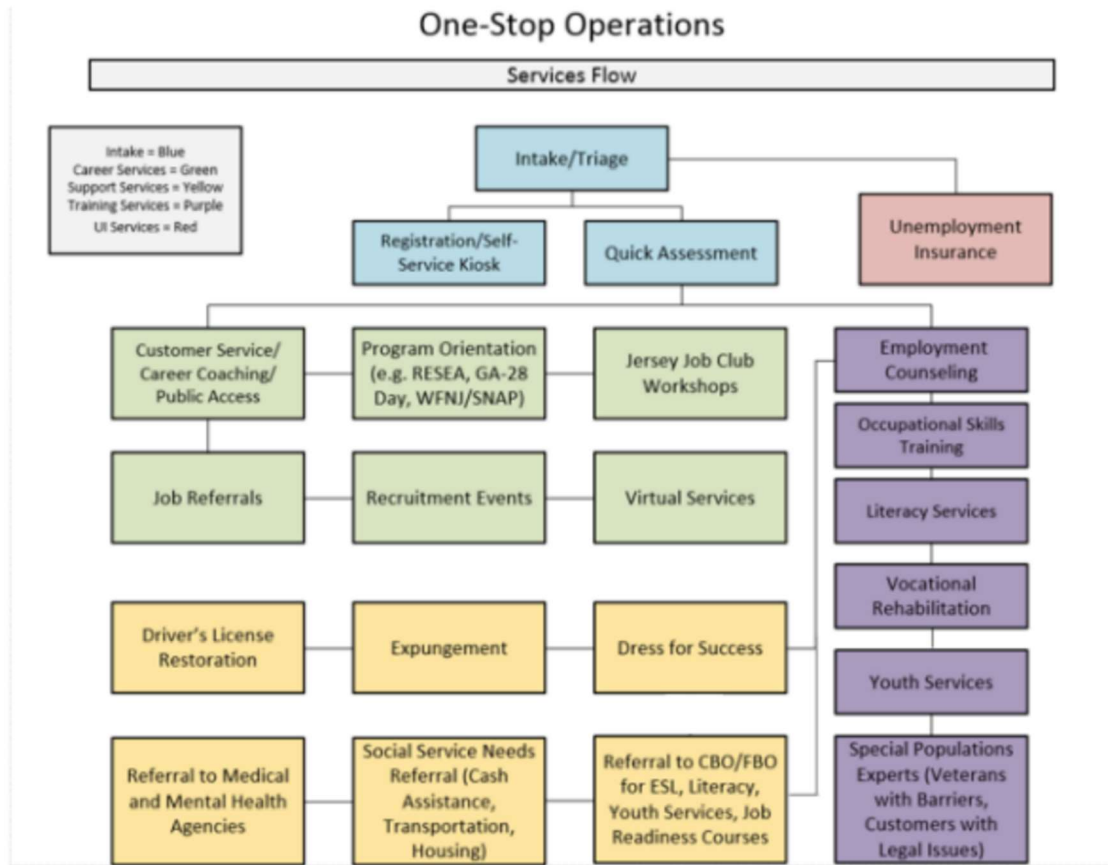 One-Stop Operations
Services Flow
Intake = Blue
Career Services = Green
Support Services = Yellow
Training Services = Purple
UI Services = Red
Intake/Triage
Registration/Self-
Service Kiosk
Quick Assessment
Unemployment
Insurance
Customer Service/
Career Coaching/
Public Access
Program Orientation
(e.g. RESEA, GA-28
Day, WFNJ/SNAP)
Jersey Job Club
Workshops
Employment
Counseling
Occupational Skills
Training
Job Referrals
Recruitment Events
Virtual Services
Literacy Services
Vocational
Rehabilitation
Driver's License
Restoration
Expungement
Dress for Success
Youth Services
Referral to Medical
and Mental Health
Agencies
Social Service Needs
Referral (Cash
Assistance,
Transportation,
Housing)
Referral to CBO/FBO
for ESL, Literacy,
Youth Services, Job
Readiness Courses
Special Populations
Experts (Veterans
with Barriers,
Customers with
Legal Issues)